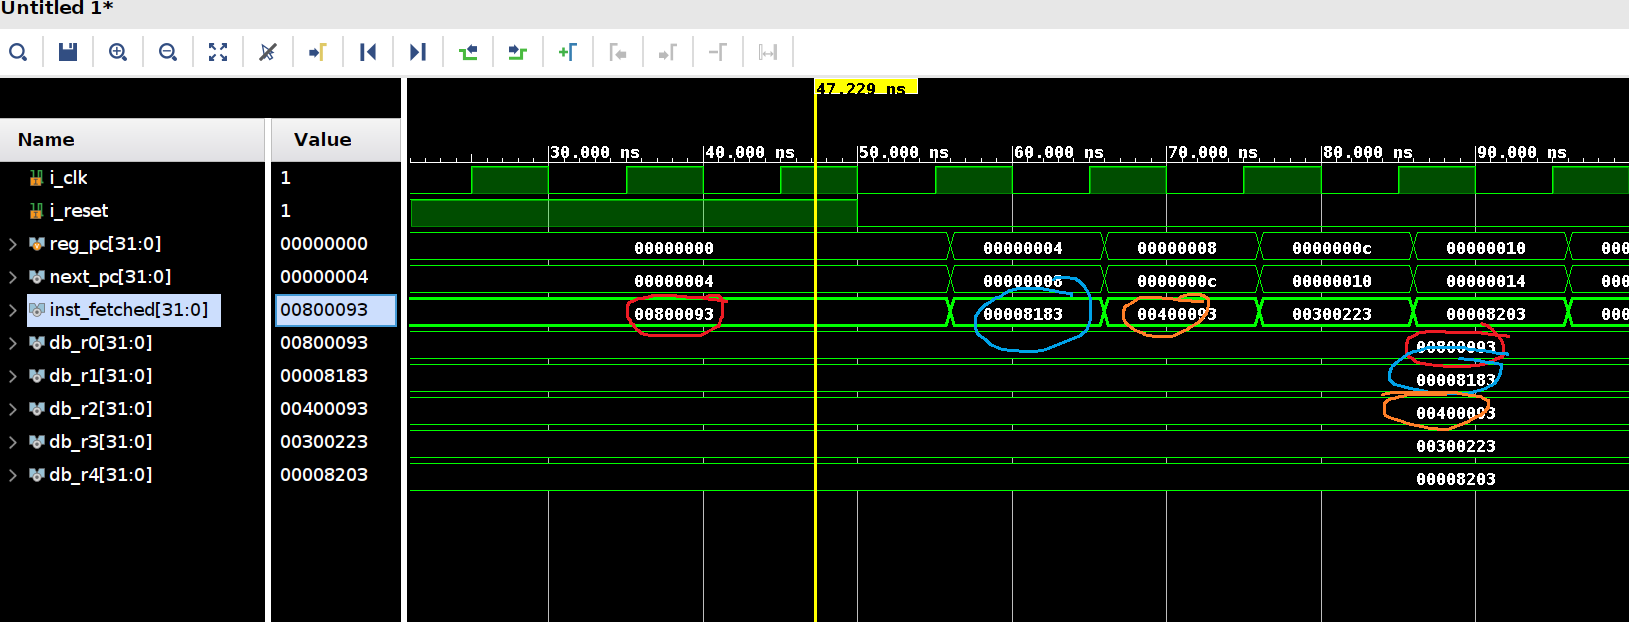 Untitled 1*
47.229 ns
Name Value
30.000 ns 40.000 ns 50.000 ns 60.000 ns 70.000 ns 80.000 ns 90.000 ns
i_clk 1
i_reset 1
reg_pc[31:0] 00000000 00000000 00000004 00000008 0000000c 00000010 000
next_pc[31:0] 00000004 00000004 00000008 0000000c 00000010 00000014 000
inst_fetched[31:0] 00800093 00800093 00008183 00400093 00300223 00008203 000
db_r0[31:0] 00800093 00800093
db_r1[31:0] 00008183 00008183
db_r2[31:0] 00400093 00400093
db_r3[31:0] 00300223 00300223
db_r4[31:0] 00008203 00008203